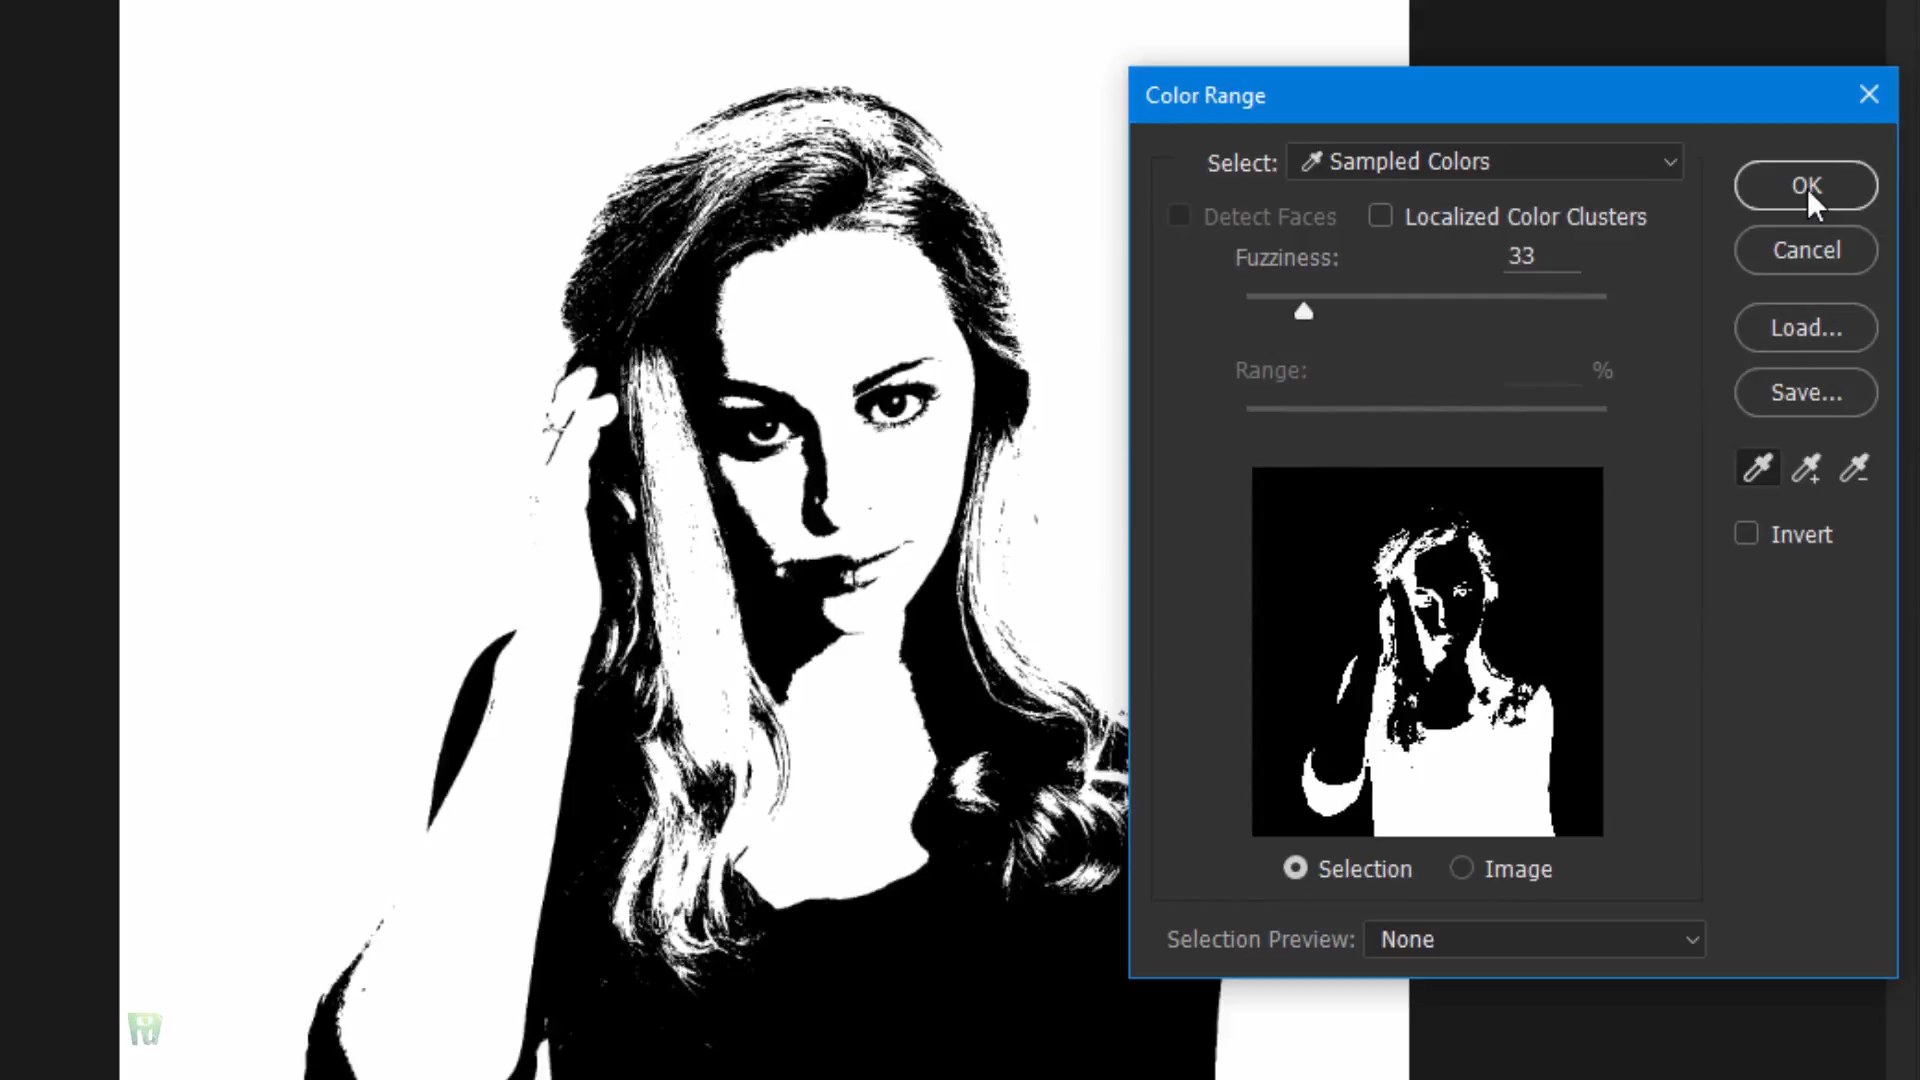 Color Range
Select: Sampled Colors
Detect Faces Localized Color Clusters
Fuzziness: 33
Range: %
Selection Image
Selection Preview: None
OK
Cancel
Load...
Save...
Invert